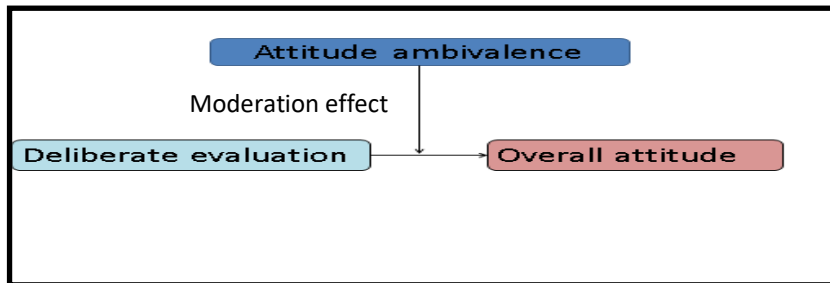 Attitude ambivalence
Moderation effect
Deliberate evaluation
Overall attitude